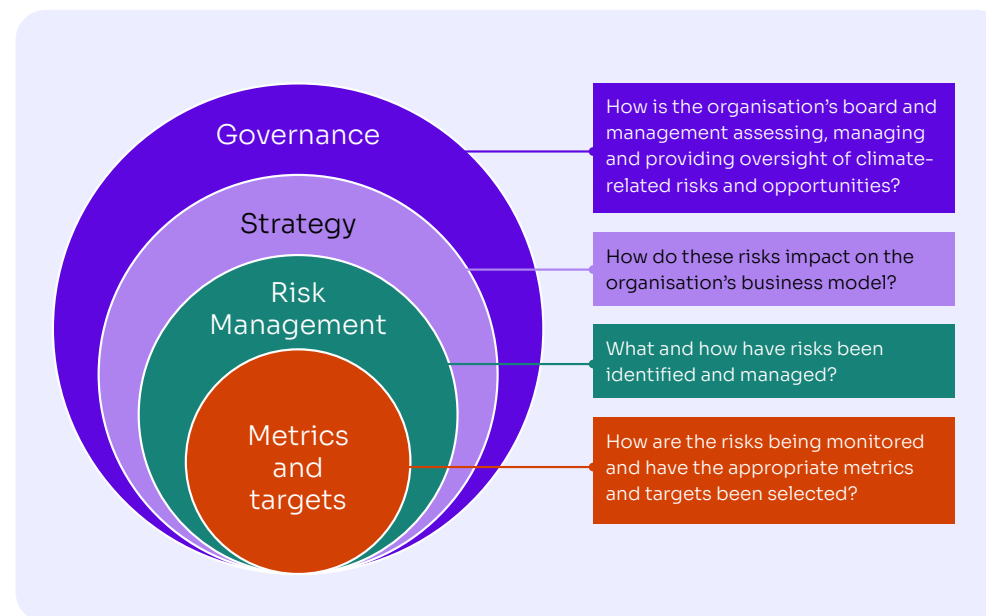 Governance
How is the organisation’s board and
management assessing, managing
and providing oversight of climate-
related risks and opportunities?
Strategy
How do these risks impact on the
organisation’s business model?
Risk
Management
What and how have risks been
identified and managed?
Metrics
and
targets
How are the risks being monitored
and have the appropriate metrics
and targets been selected?